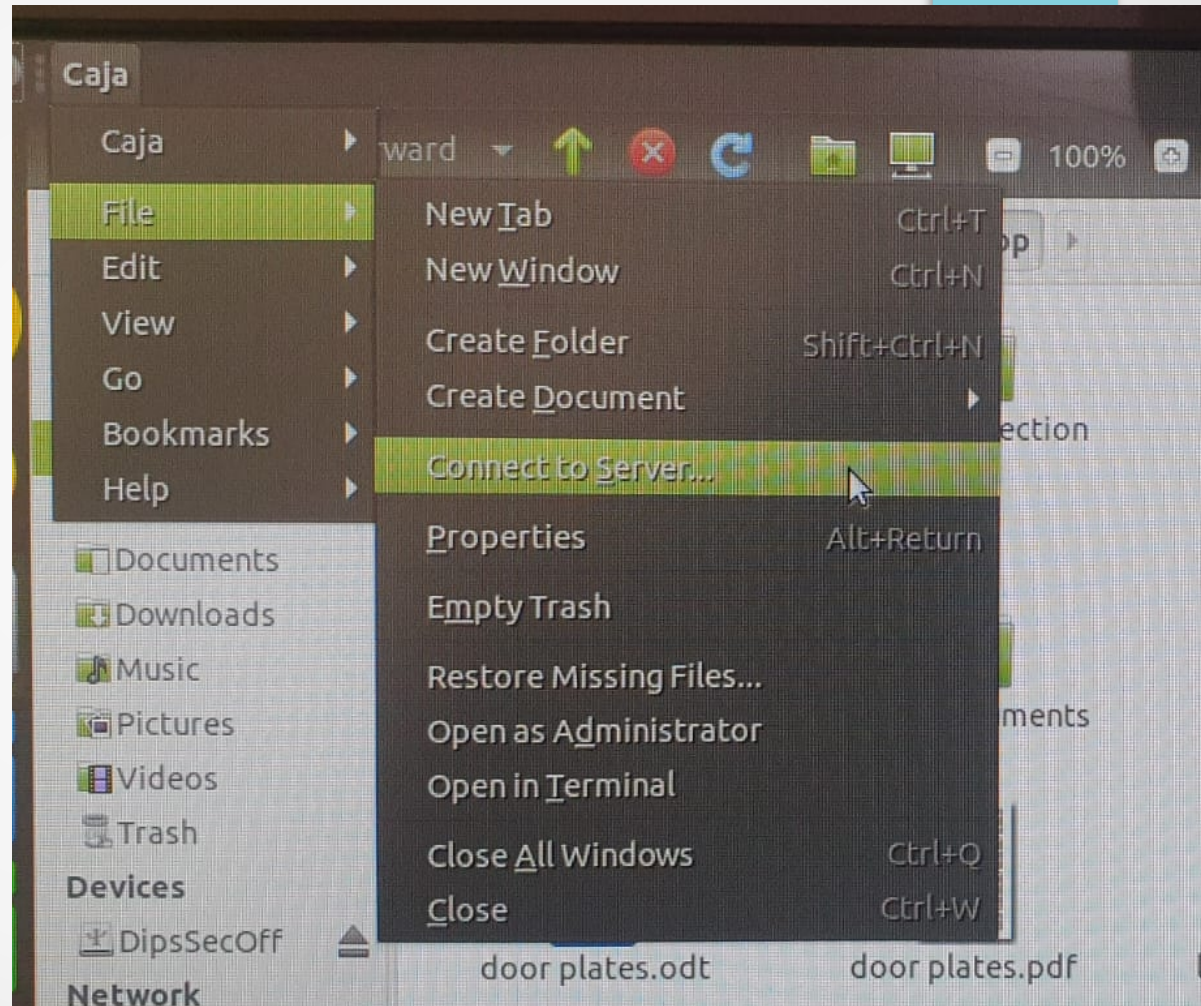 Caja
Caja
File
Edit
View
Go
Bookmarks
Help
ward
100%
New Tab Ctrl+T
New Window Ctrl+N
Create Folder Shift+Ctrl+N
Create Document
Connect to Server...
Properties Alt+Return
Empty Trash
Restore Missing Files...
Open as Administrator
Open in Terminal
Close All Windows Ctrl+Q
Close Ctrl+W
op
ection
ments
Documents
Downloads
Music
Pictures
Videos
Trash
Devices
DipsSecOff
Network
door plates.odt
door plates.pdf